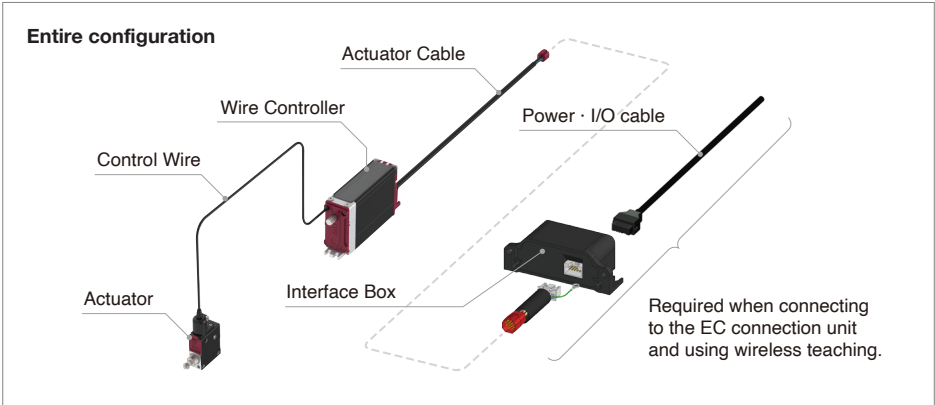 Entire configuration
Actuator Cable
Wire Controller
Power · I/O cable
Control Wire
Interface Box
Actuator
Required when connecting
to the EC connection unit
and using wireless teaching.